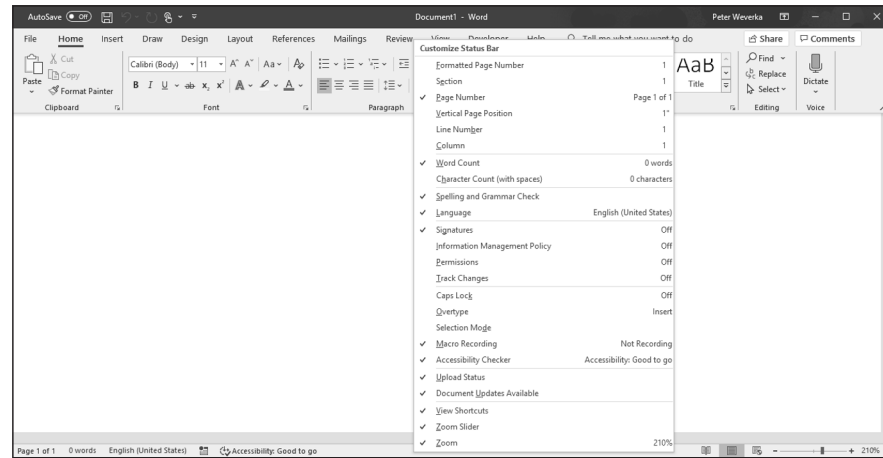 AutoSave Off Document1 - Word Peter Weverka
File Home Insert Draw Design Layout References Mailings Review View Developer Help Tell me what you want to do Share Comments
Customize Status Bar
Paste
Cut
Copy
Format Painter
Calibri (Body) 11
Clipboard Font Paragraph
Title
Find
Replace
Select
Dictate
Editing Voice
Formatted Page Number 1
Section 1
Page Number Page 1 of 1
Vertical Page Position 1"
Line Number 1
Column 1
Word Count 0 words
Character Count (with spaces) 0 characters
Spelling and Grammar Check
Language English (United States)
Signatures Off
Information Management Policy Off
Permissions Off
Track Changes Off
Caps Lock Off
Overtype Insert
Selection Mode
Macro Recording Not Recording
Accessibility Checker Accessibility: Good to go
Upload Status
Document Updates Available
View Shortcuts
Zoom Slider
Zoom 210%
Page 1 of 1 0 words English (United States) Accessibility: Good to go 210%